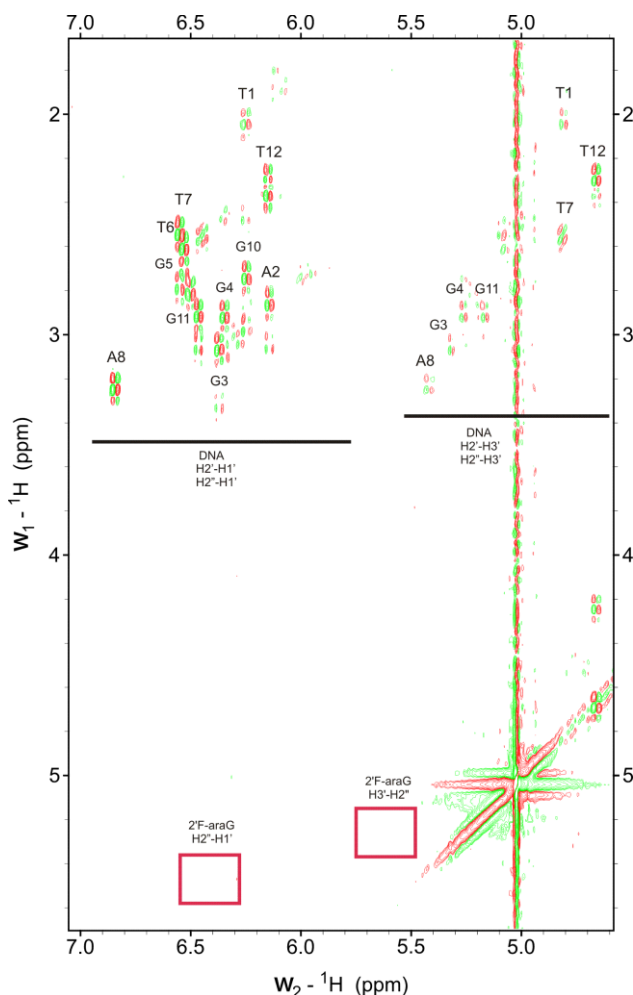 7.0 6.5 6.0 5.5 5.0
2 2
T1 T1
T12 T12
T7 T7
T6
G5 G10
G4 A2 G4 G11
G11 G3
3 3
A8 G3 A8
DNA
H2'-H1'
H2"-H1'
DNA
H2'-H3'
H2"-H3'
4 4
2'F-araG
H3'-H2"
5 5
2'F-araG
H2"-H1'
7.0 6.5 6.0 5.5 5.0
W1 - 1H (ppm)
W2 - 1H (ppm)